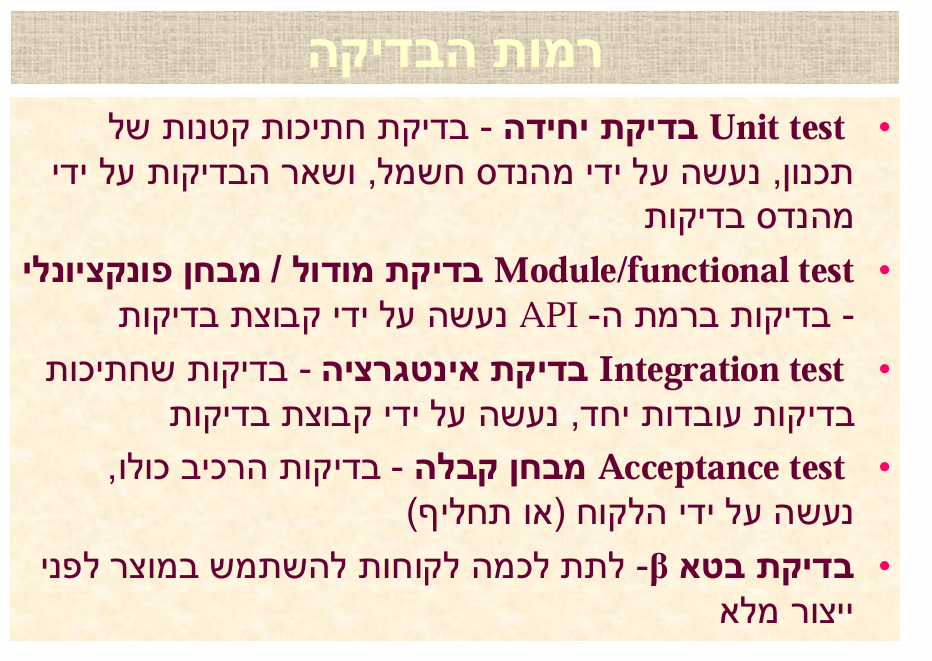 רמות הבדיקה
• Unit test בדיקת יחידה - בדיקת חתיכות קטנות של
תכנון, נעשה על ידי מהנדס חשמל, ושאר הבדיקות על ידי
מהנדס בדיקות
• Module/functional test בדיקת מודול / מבחן פונקציונלי
- בדיקות ברמת ה- API נעשה על ידי קבוצת בדיקות
• Integration test בדיקת אינטגרציה - בדיקות שחתיכות
בדיקות עובדות יחד, נעשה על ידי קבוצת בדיקות
• Acceptance test מבחן קבלה - בדיקות הרכיב כולו,
נעשה על ידי הלקוח (או תחליף)
• בדיקת בטא β- לתת לכמה לקוחות להשתמש במוצר לפני
ייצור מלא